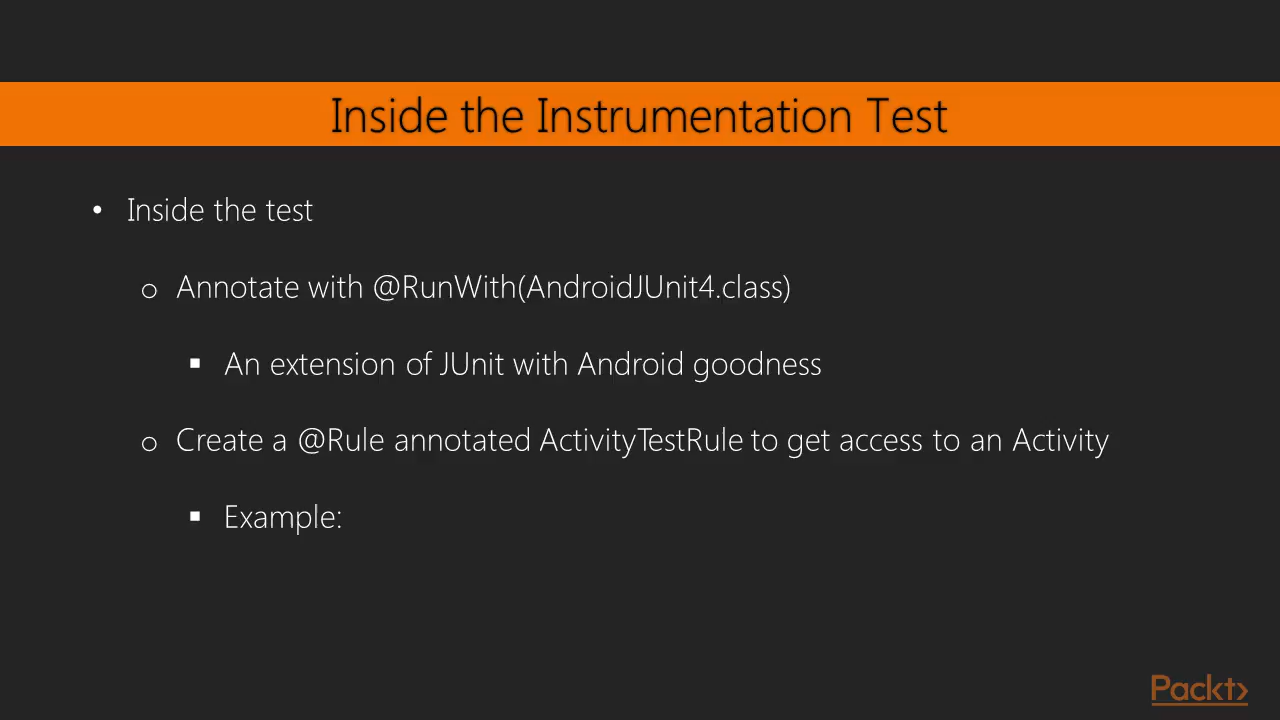 Inside the Instrumentation Test
• Inside the test
o Annotate with @RunWith(AndroidJUnit4.class)
▪ An extension of JUnit with Android goodness
o Create a @Rule annotated ActivityTestRule to get access to an Activity
▪ Example:
Packt>